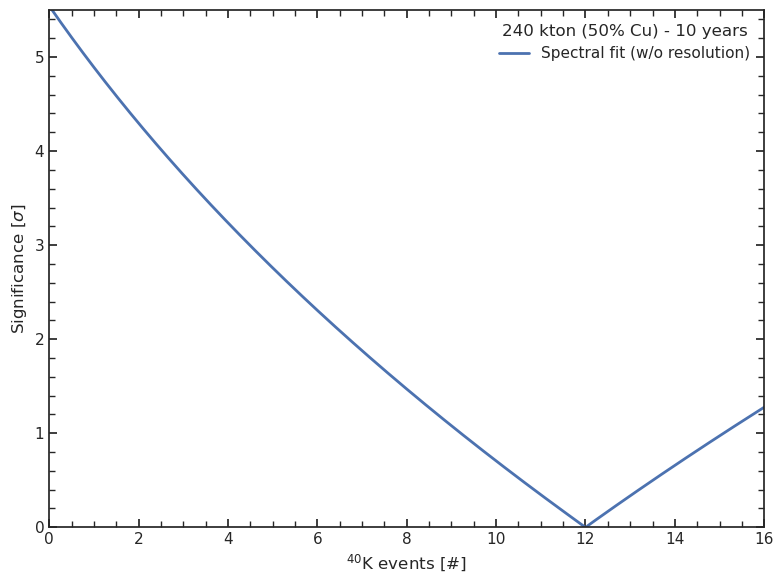 240 kton (50% Cu) - 10 years
Spectral fit (w/o resolution)
Significance [σ]
5
4
3
2
1
0
0 2 4 6 8 10 12 14 16
⁴⁰K events [#]